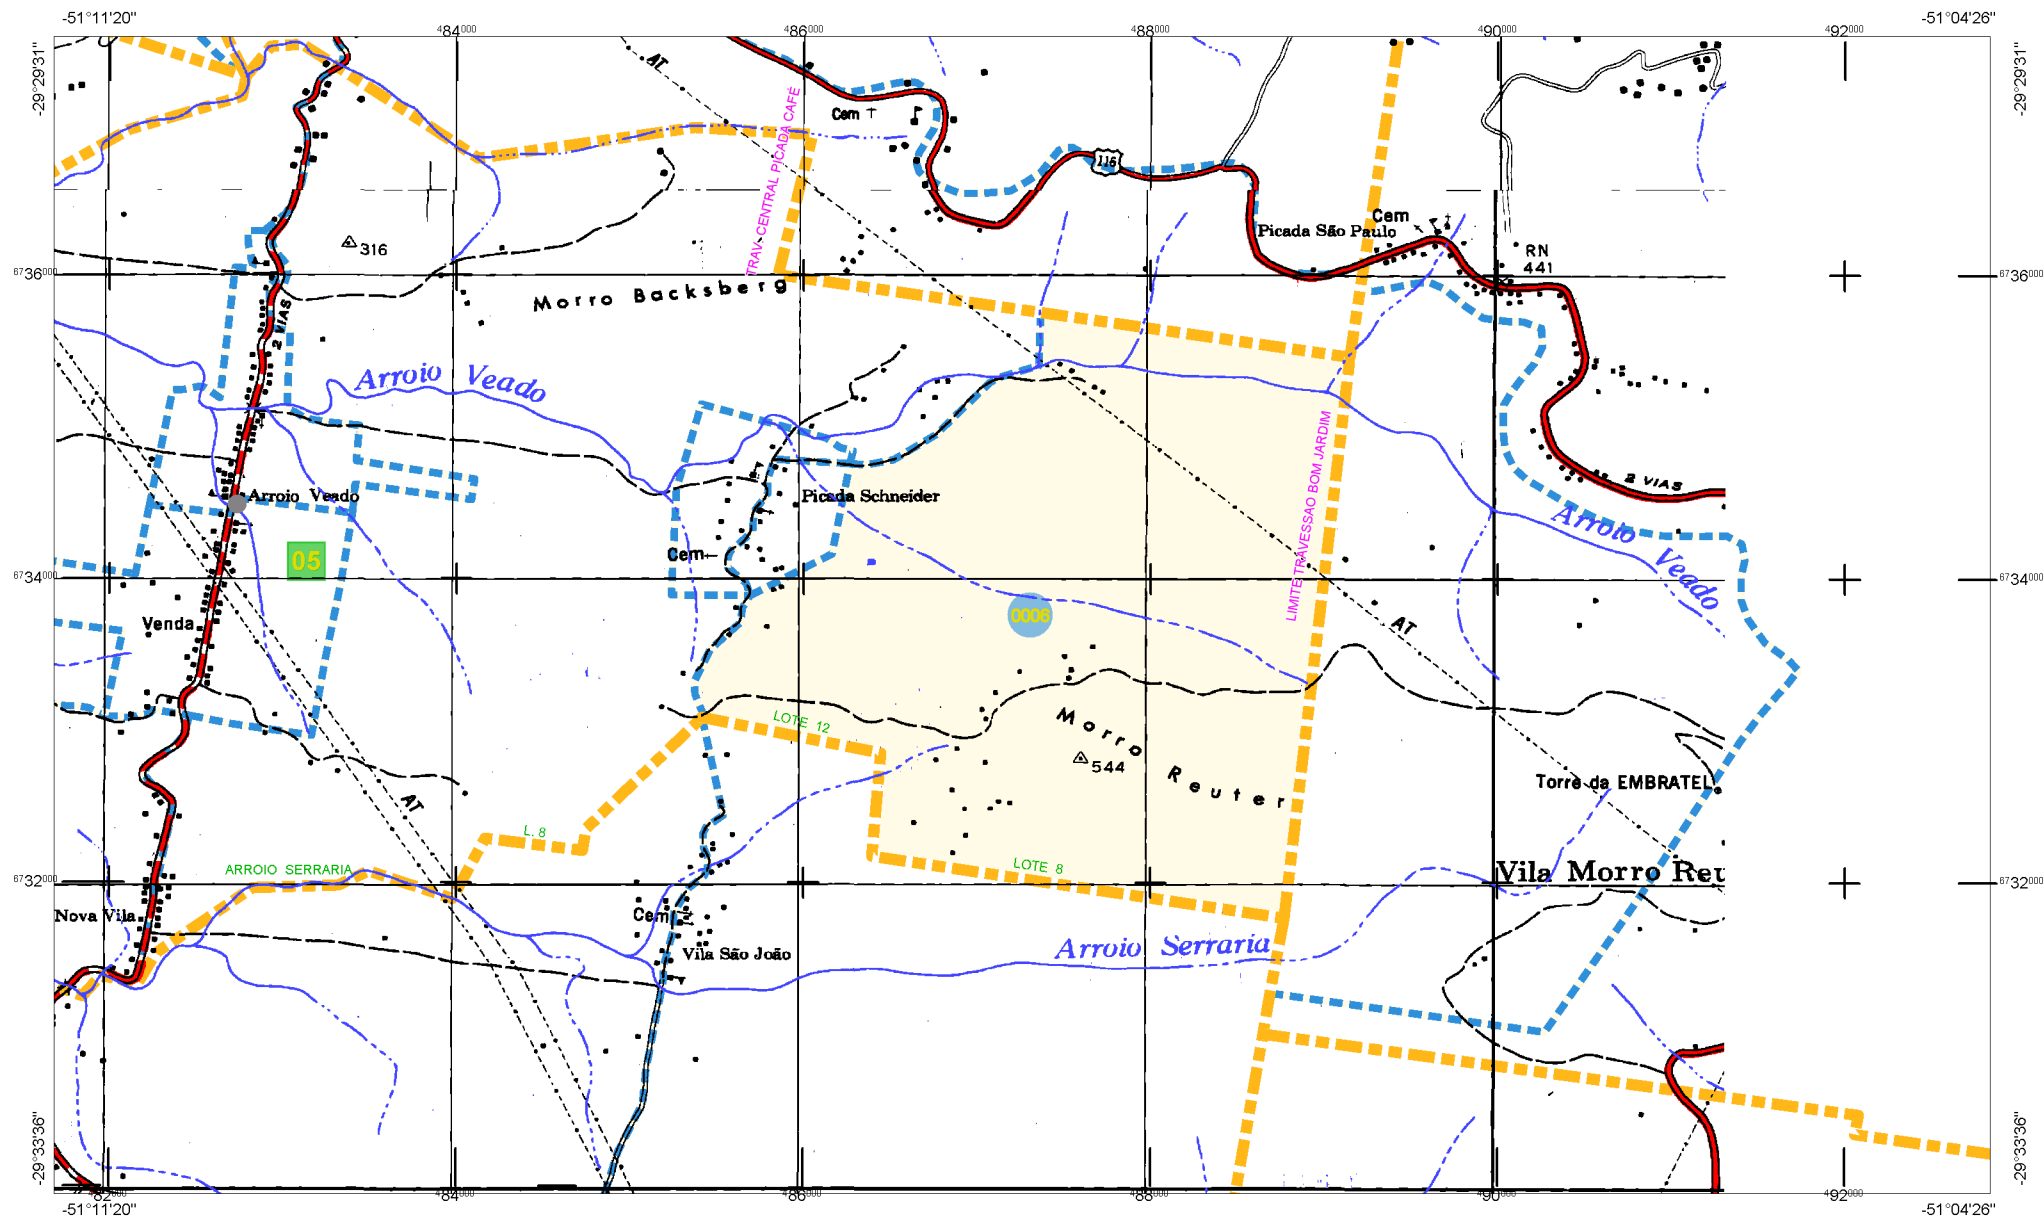 -51°11'20"
-51°04'26"
484000
486000
488000
490000
492000
-29°29'31"
-29°29'31"
AT
Cem
TRAV. CENTRAL PICADA CAFÉ
116
Cem
Picada São Paulo
RN
441
316
6736000
6736000
Morro Backsberg
2 VIAS
Arroio Veado
LIMITE TRAVESSAO BOM JARDIM
2 VIAS
Arroio Veado
Picada Schneider
Arroio Veado
Cem
05
6734000
6734000
0006
Venda
AT
LOTE 12
Morro Reuter
544
Torre da EMBRATEL
AT
L. 8
ARROIO SERRARIA
LOTE 8
6732000
6732000
Vila Morro Reu
Nova Vila
Cem
Arroio Serraria
Vila São João
-29°33'36"
-29°33'36"
482000
484000
486000
488000
490000
492000
-51°11'20"
-51°04'26"